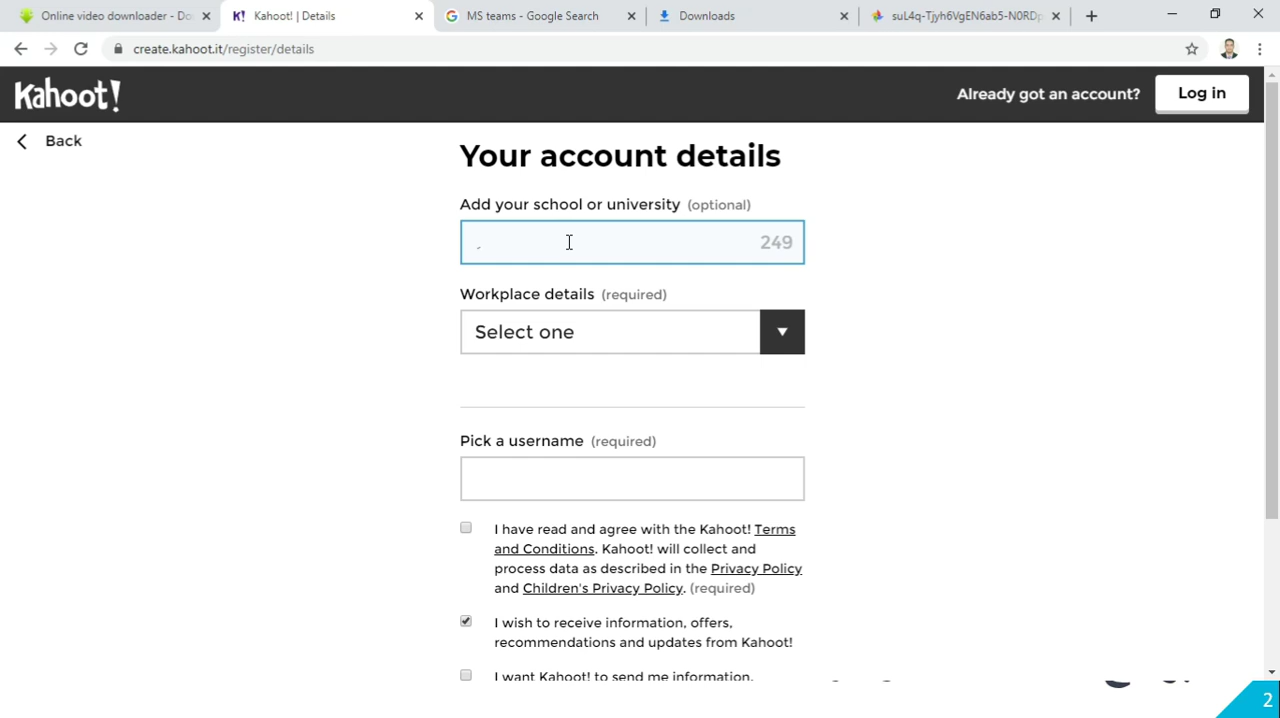 Online video downloader - Do
Kahoot! | Details
MS teams - Google Search
Downloads
suL4q-Tjyh6VgEN6ab5-N0RDp
create.kahoot.it/register/details
Kahoot!
Already got an account?
Log in
Back
Your account details
Add your school or university (optional)
249
Workplace details (required)
Select one
Pick a username (required)
I have read and agree with the Kahoot! Terms
and Conditions. Kahoot! will collect and
process data as described in the Privacy Policy
and Children's Privacy Policy. (required)
I wish to receive information, offers,
recommendations and updates from Kahoot!
I want Kahoot! to send me information,
2